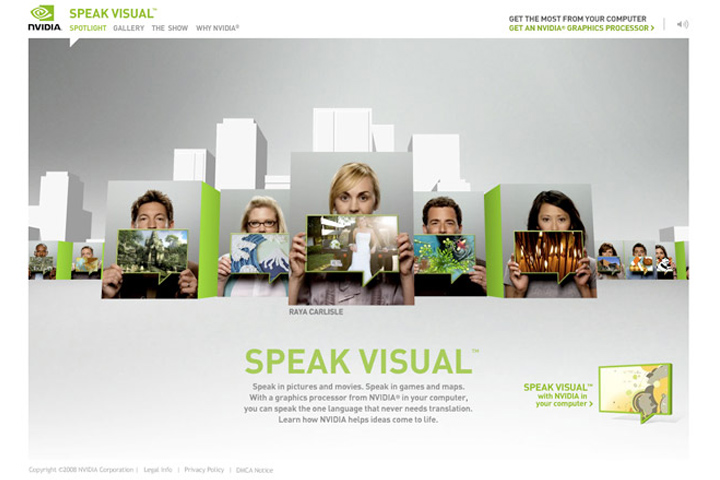 NVIDIA.
SPEAK VISUAL™
SPOTLIGHT GALLERY THE SHOW WHY NVIDIA®
GET THE MOST FROM YOUR COMPUTER
GET AN NVIDIA® GRAPHICS PROCESSOR >
RAYA CARLISLE
SPEAK VISUAL™
Speak in pictures and movies. Speak in games and maps.
With a graphics processor from NVIDIA® in your computer,
you can speak the one language that never needs translation.
Learn how NVIDIA helps ideas come to life.
SPEAK VISUAL™
with NVIDIA in
your computer >
Copyright ©2008 NVIDIA Corporation | Legal Info | Privacy Policy | DMCA Notice